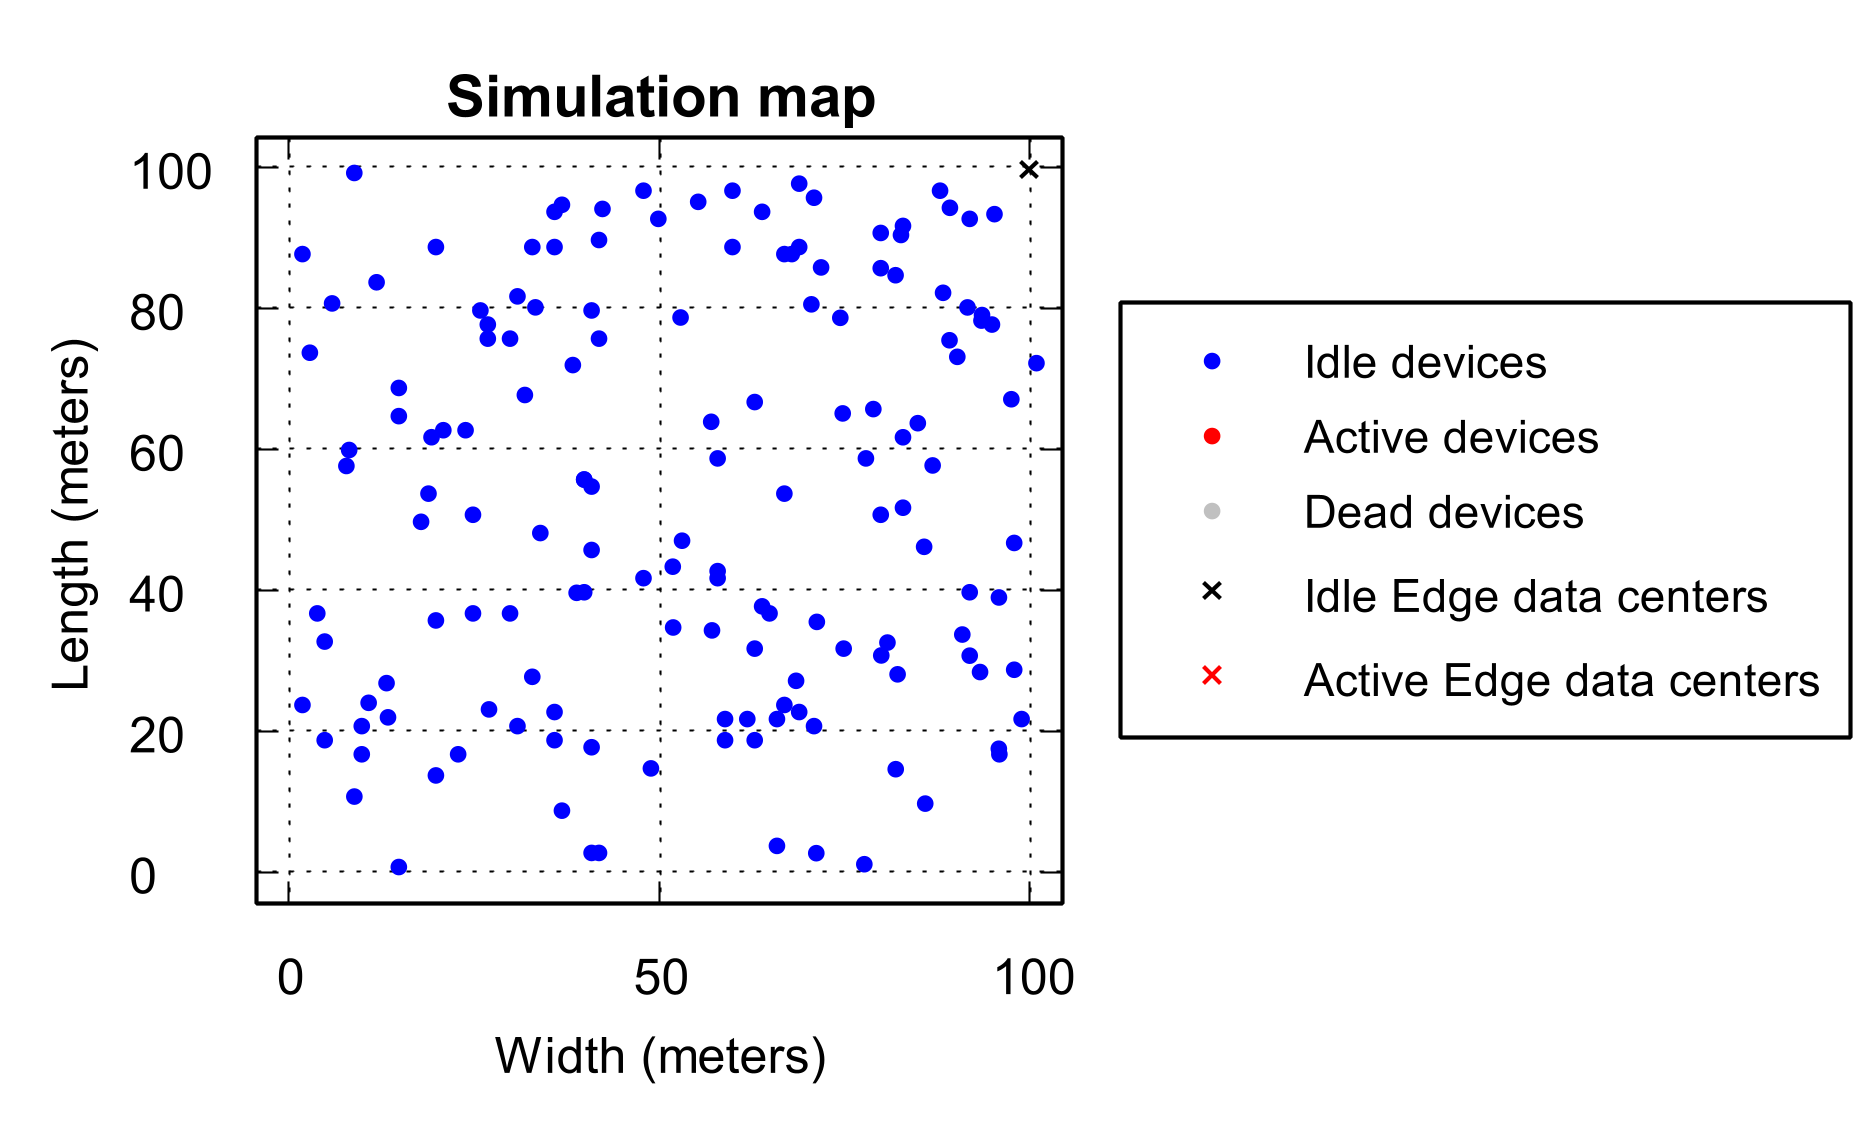 Simulation map
100
80
60
40
20
0
Length (meters)
0 50 100
Width (meters)
Idle devices
Active devices
Dead devices
Idle Edge data centers
Active Edge data centers